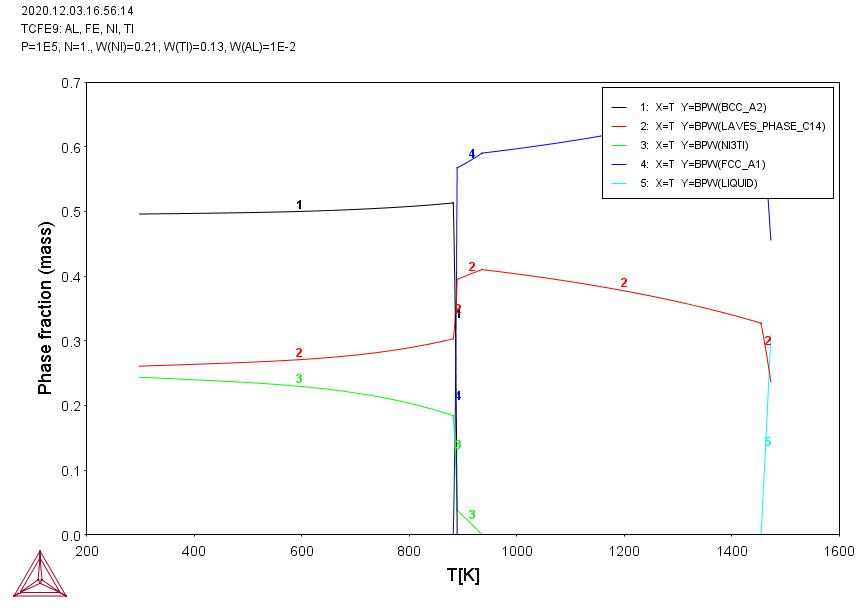 2020.12.03.16.56.14
TCFE9: AL, FE, NI, TI
P=1E5, N=1., W(NI)=0.21, W(TI)=0.13, W(AL)=1E-2
0.7
0.6
0.5
0.4
0.3
0.2
0.1
0.0
Phase fraction (mass)
1: X=T Y=BPW(BCC_A2)
2: X=T Y=BPW(LAVES_PHASE_C14)
3: X=T Y=BPW(NI3TI)
4: X=T Y=BPW(FCC_A1)
5: X=T Y=BPW(LIQUID)
4
1
2
2
2
1
2
2
3
4
3
5
3
200 400 600 800 1000 1200 1400 1600
T[K]